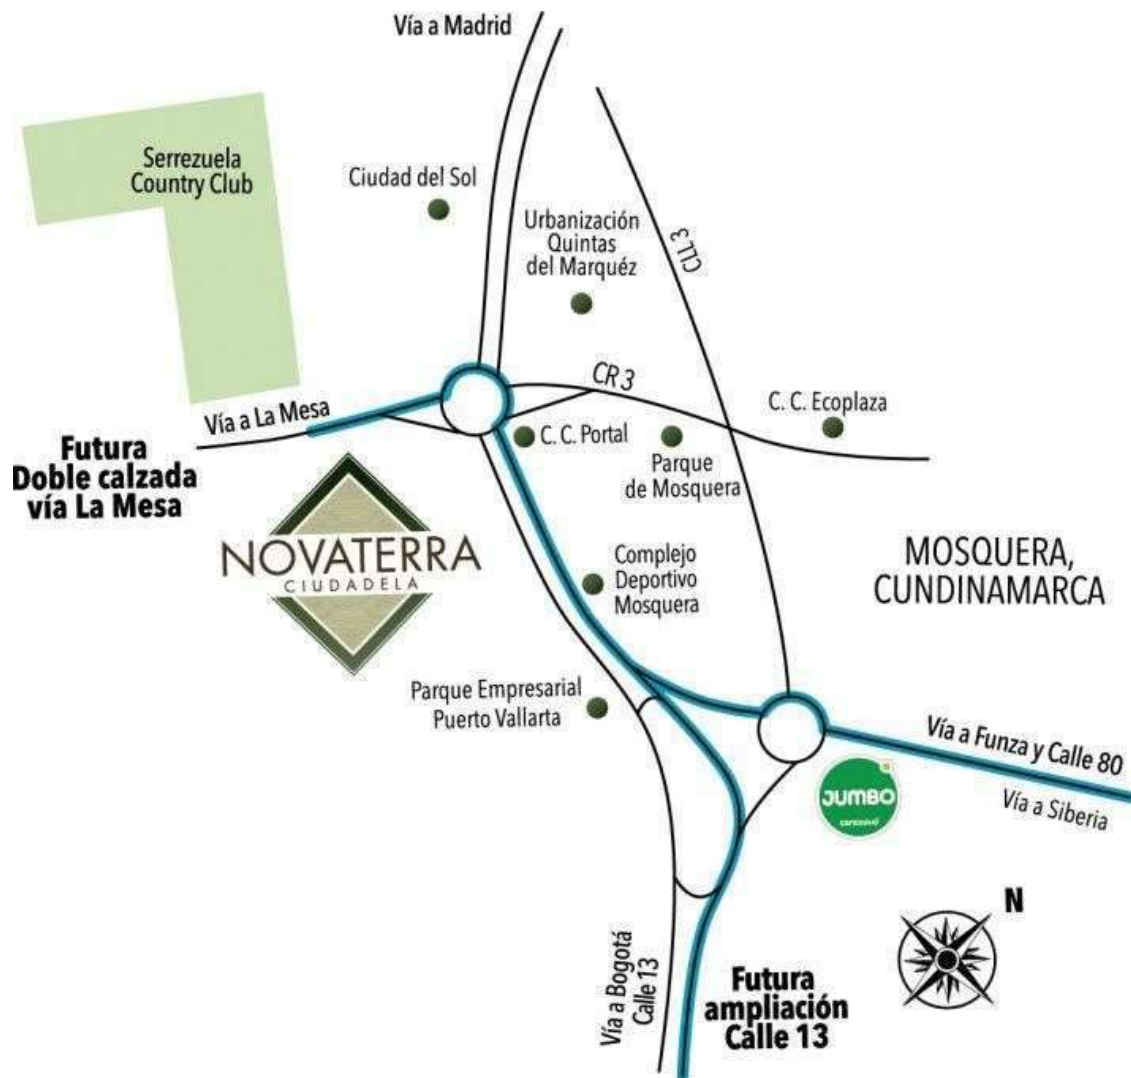 Vía a Madrid
Serrezuela
Country Club
Ciudad del Sol
Urbanización
Quintas
del Marquéz
CLL 3
CR 3
Vía a La Mesa
C. C. Ecoplaza
Futura
Doble calzada
vía La Mesa
C. C. Portal
Parque
de Mosquera
NOVATERRA
CIUDADELA
Complejo
Deportivo
Mosquera
MOSQUERA,
CUNDINAMARCA
Parque Empresarial
Puerto Vallarta
Vía a Funza y Calle 80
Vía a Siberia
JUMBO
cencosud
N
Vía a Bogotá
Calle 13
Futura
ampliación
Calle 13